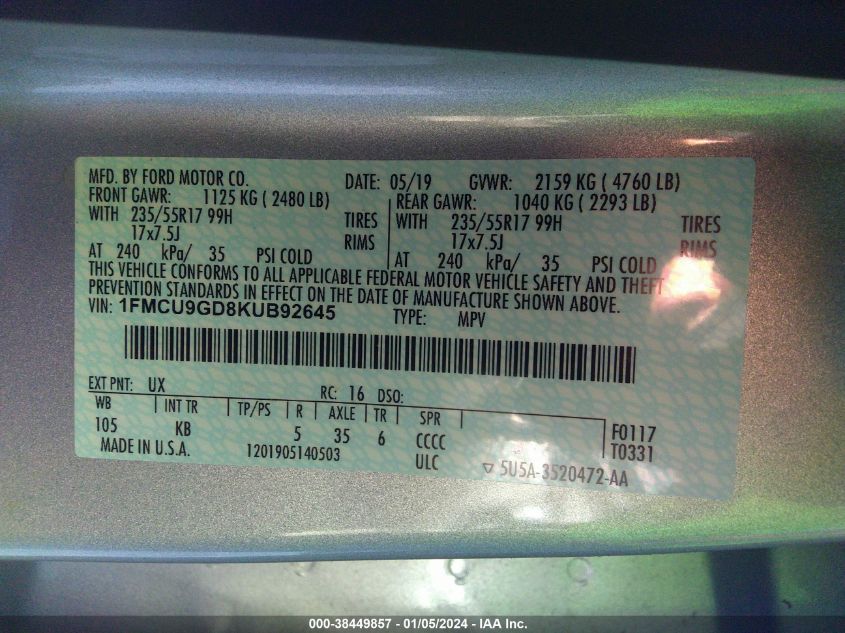 MFD. BY FORD MOTOR CO. DATE: 05/19 GVWR: 2159 KG ( 4760 LB)
FRONT GAWR: 1125 KG ( 2480 LB) REAR GAWR: 1040 KG ( 2293 LB)
WITH 235/55R17 99H TIRES WITH 235/55R17 99H TIRES
17x7.5J RIMS 17x7.5J RIMS
AT 240 kPa/ 35 PSI COLD AT 240 kPa/ 35 PSI COLD
THIS VEHICLE CONFORMS TO ALL APPLICABLE FEDERAL MOTOR VEHICLE SAFETY AND THEFT
PREVENTION STANDARDS IN EFFECT ON THE DATE OF MANUFACTURE SHOWN ABOVE.
VIN: 1FMCU9GD8KUB92645 TYPE: MPV
EXT PNT: UX RC: 16 DSO:
WB INT TR TP/PS R AXLE TR SPR
105 KB 5 35 6 CCCC F0117
MADE IN U.S.A. 1201905140503 ULC T0331
5U5A-3520472-AA
000-38449857 - 01/05/2024 - IAA Inc.